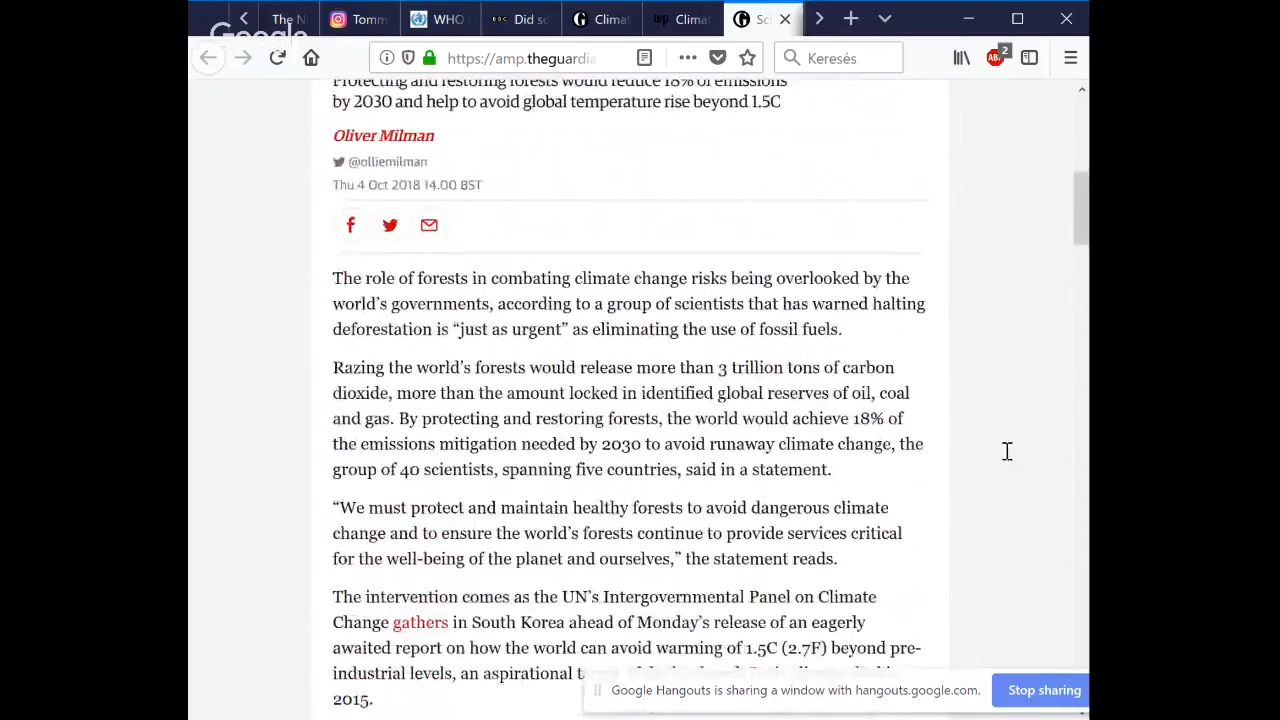 The N
Tomm
WHO
Did so
Climat
Climat
Sc
Google
https://amp.theguardia
Keresés
2
ABP
Protecting and restoring forests would reduce 18% of emissions
by 2030 and help to avoid global temperature rise beyond 1.5C
Oliver Milman
@olliemilman
Thu 4 Oct 2018 14.00 BST
The role of forests in combating climate change risks being overlooked by the
world’s governments, according to a group of scientists that has warned halting
deforestation is “just as urgent” as eliminating the use of fossil fuels.
Razing the world’s forests would release more than 3 trillion tons of carbon
dioxide, more than the amount locked in identified global reserves of oil, coal
and gas. By protecting and restoring forests, the world would achieve 18% of
the emissions mitigation needed by 2030 to avoid runaway climate change, the
group of 40 scientists, spanning five countries, said in a statement.
“We must protect and maintain healthy forests to avoid dangerous climate
change and to ensure the world’s forests continue to provide services critical
for the well-being of the planet and ourselves,” the statement reads.
The intervention comes as the UN’s Intergovernmental Panel on Climate
Change gathers in South Korea ahead of Monday’s release of an eagerly
awaited report on how the world can avoid warming of 1.5C (2.7F) beyond pre-
industrial levels, an aspirational
2015.
Google Hangouts is sharing a window with hangouts.google.com.
Stop sharing